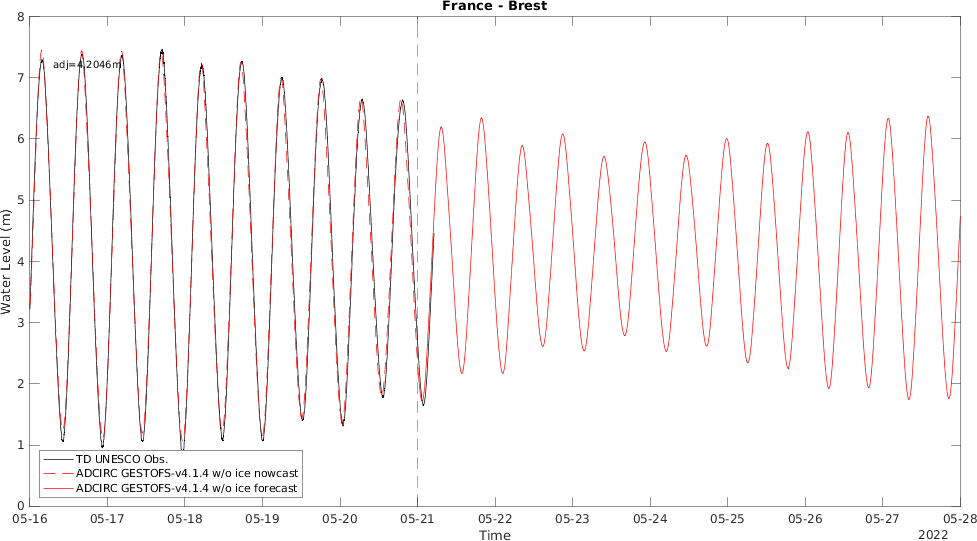 France - Brest
8
7
6
5
4
3
2
1
0
Water Level (m)
adj=4.2046m
TD UNESCO Obs.
ADCIRC GESTOFS-v4.1.4 w/o ice nowcast
ADCIRC GESTOFS-v4.1.4 w/o ice forecast
05-16 05-17 05-18 05-19 05-20 05-21 05-22 05-23 05-24 05-25 05-26 05-27 05-28
Time
2022